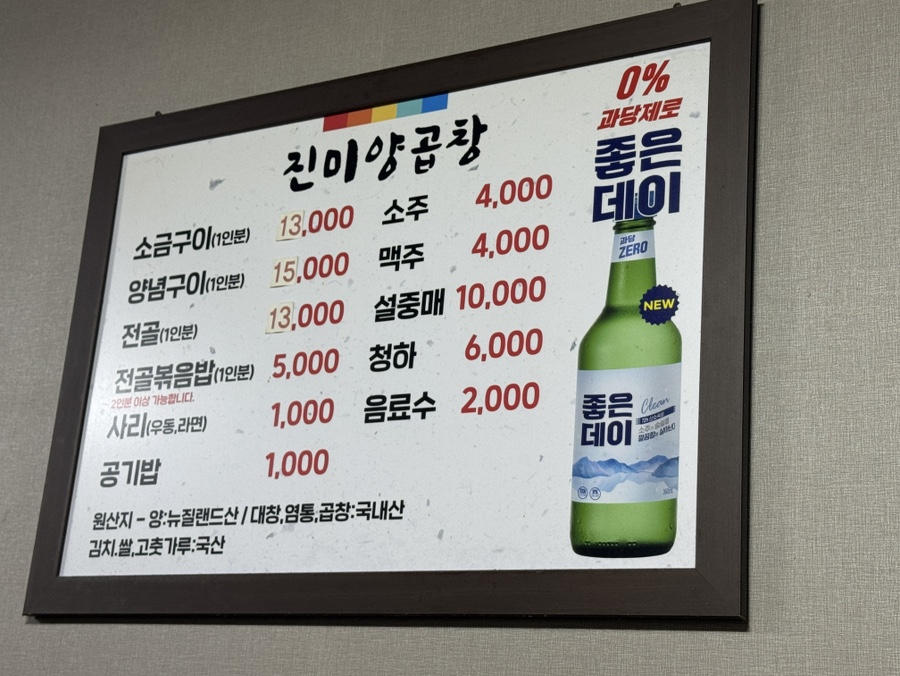 진미양곱창
소금구이(1인분) 13,000
양념구이(1인분) 15,000
전골(1인분) 13,000
전골볶음밥(1인분) 5,000
2인분 이상 가능합니다.
사리(우동,라면) 1,000
공기밥 1,000
소주 4,000
맥주 4,000
설중매 10,000
청하 6,000
음료수 2,000
원산지 - 양:뉴질랜드산 / 대창,염통,곱창:국내산
김치.쌀,고춧가루:국산
0%
과당제로
좋은
데이
과당
ZERO
NEW
좋은
데이
Clean